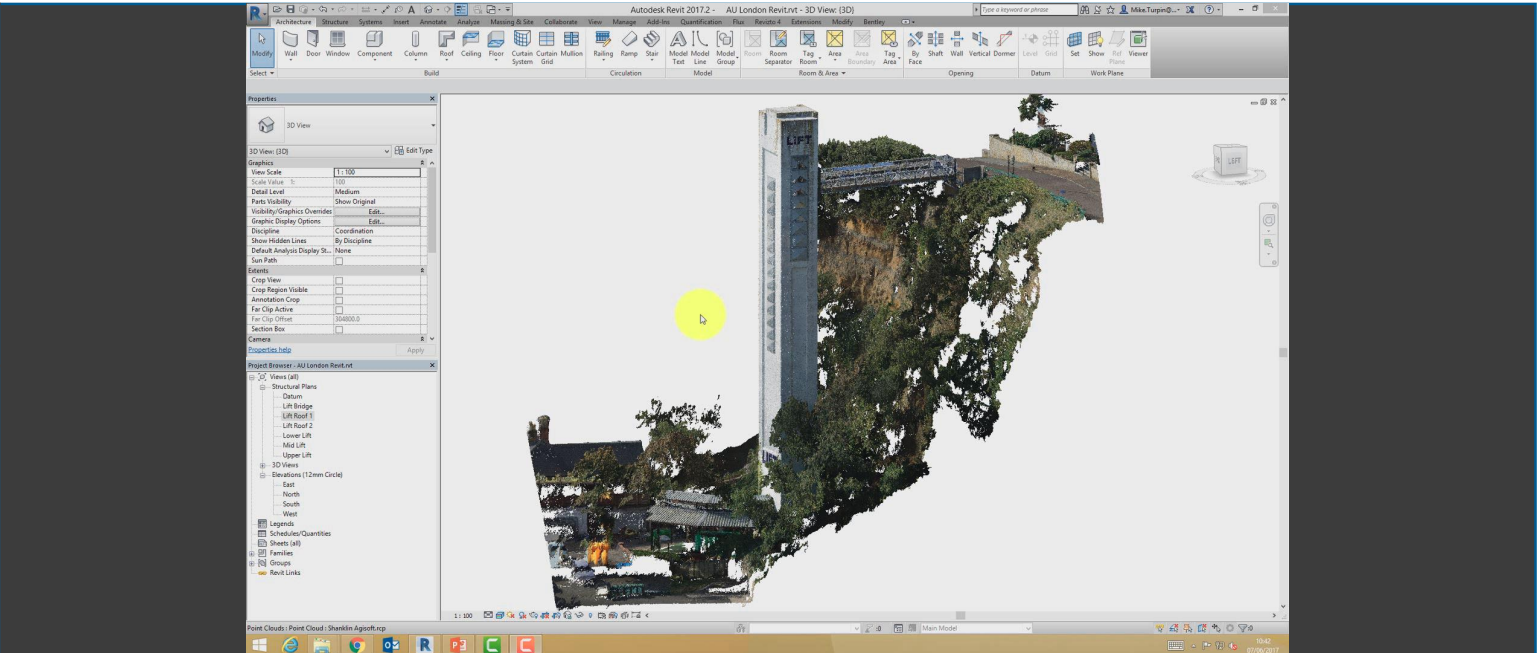 Autodesk Revit 2017.2 - AU London Revit.rvt - 3D View: {3D}
Type a keyword or phrase
Mike.Turpin@...
Architecture Structure Systems Insert Annotate Analyze Massing & Site Collaborate View Manage Add-Ins Quantification Flux Revizto 4 Extensions Modify Bentley
Modify Wall Door Window Component Column Roof Ceiling Floor Curtain System Curtain Grid Mullion Railing Ramp Stair Model Text Model Line Model Group Room Room Separator Tag Room Area Area Boundary Tag Area By Face Shaft Wall Vertical Dormer Level Grid Set Show Ref Plane Viewer
Select Build Circulation Model Room & Area Opening Datum Work Plane
Properties
3D View
3D View: {3D} Edit Type
Graphics
View Scale 1 : 100
Scale Value 1: 100
Detail Level Medium
Parts Visibility Show Original
Visibility/Graphics Overrides Edit...
Graphic Display Options Edit...
Discipline Coordination
Show Hidden Lines By Discipline
Default Analysis Display St... None
Sun Path
Extents
Crop View
Crop Region Visible
Annotation Crop
Far Clip Active
Far Clip Offset 304800.0
Section Box
Camera
Properties help Apply
Project Browser - AU London Revit.rvt
Views (all)
Structural Plans
Datum
Lift Bridge
Lift Roof 1
Lift Roof 2
Lower Lift
Mid Lift
Upper Lift
3D Views
Elevations (12mm Circle)
East
North
South
West
Legends
Schedules/Quantities
Sheets (all)
Families
Groups
Revit Links
LIFT
LEFT
LIFT
1 : 100
Point Clouds : Point Cloud : Shanklin Agisoft.rcp
:0
Main Model
:0
10:42
07/06/2017